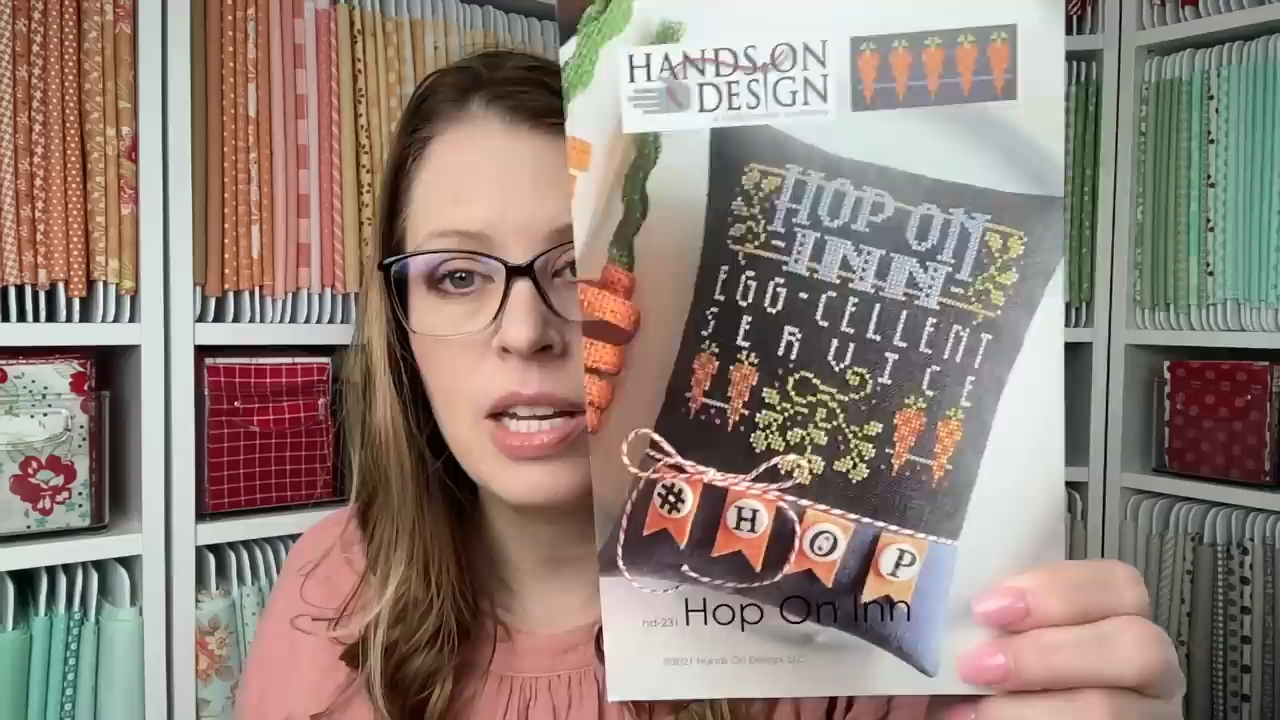 HANDS ON
DESIGN
HOP ON
INN
EGG-CELLENT
SERVICE
#HOP
hd-231 Hop On Inn
©2021 Hands On Design, LLC